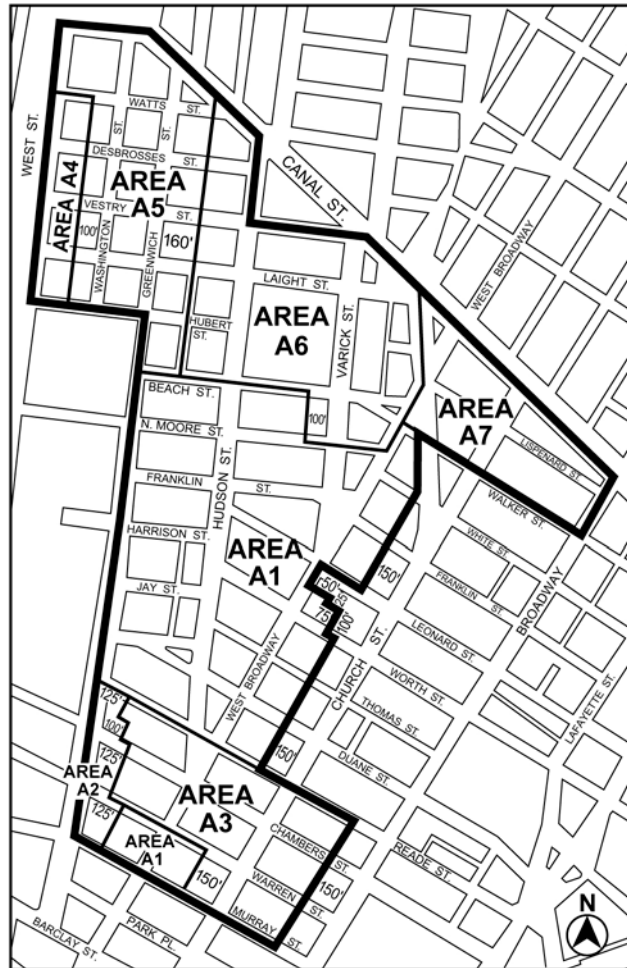 WATTS ST.
WEST ST.
ST.
ST.
DESBROSSES ST.
CANAL ST.
AREA A4
AREA
A5
VESTRY ST.
100'
WASHINGTON
GREENWICH
160'
WEST BROADWAY
LAIGHT ST.
HUBERT ST.
AREA
A6
VARICK ST.
BEACH ST.
100'
AREA
A7
N. MOORE ST.
LISPENARD ST.
HUDSON ST.
FRANKLIN ST.
WALKER ST.
HARRISON ST.
AREA
A1
WHITE ST.
150'
50'
25'
75'
100'
FRANKLIN ST.
BROADWAY
JAY ST.
LEONARD ST.
WEST BROADWAY
CHURCH ST.
WORTH ST.
LAFAYETTE ST.
THOMAS ST.
125'
100'
150'
DUANE ST.
125'
AREA
A2
AREA
A3
125'
CHAMBERS ST.
READE ST.
AREA
A1
150'
WARREN ST.
150'
MURRAY ST.
PARK PL.
BARCLAY ST.
N